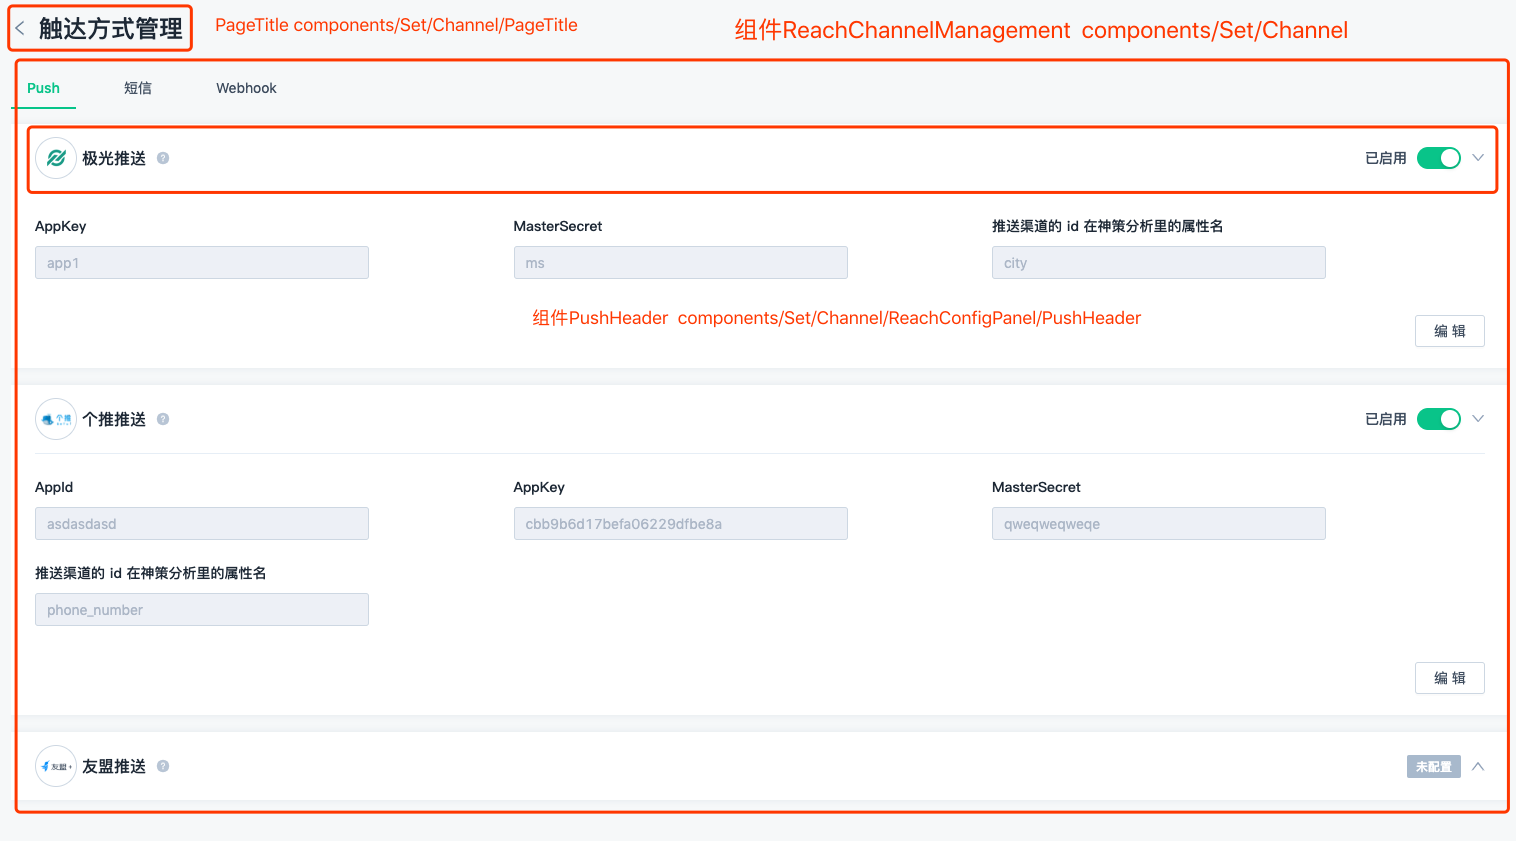 触达方式管理 PageTitle components/Set/Channel/PageTitle 组件ReachChannelManagement components/Set/Channel
Push 短信 Webhook
极光推送 ? 已启用
AppKey MasterSecret 推送渠道的 id 在神策分析里的属性名
app1 ms city
组件PushHeader components/Set/Channel/ReachConfigPanel/PushHeader
编 辑
个推 个推推送 ? 已启用
AppId AppKey MasterSecret
asdasdasd cbb9b6d17befa06229dfbe8a qweqweqweqe
推送渠道的 id 在神策分析里的属性名
phone_number
编 辑
友盟+ 友盟推送 ? 未配置